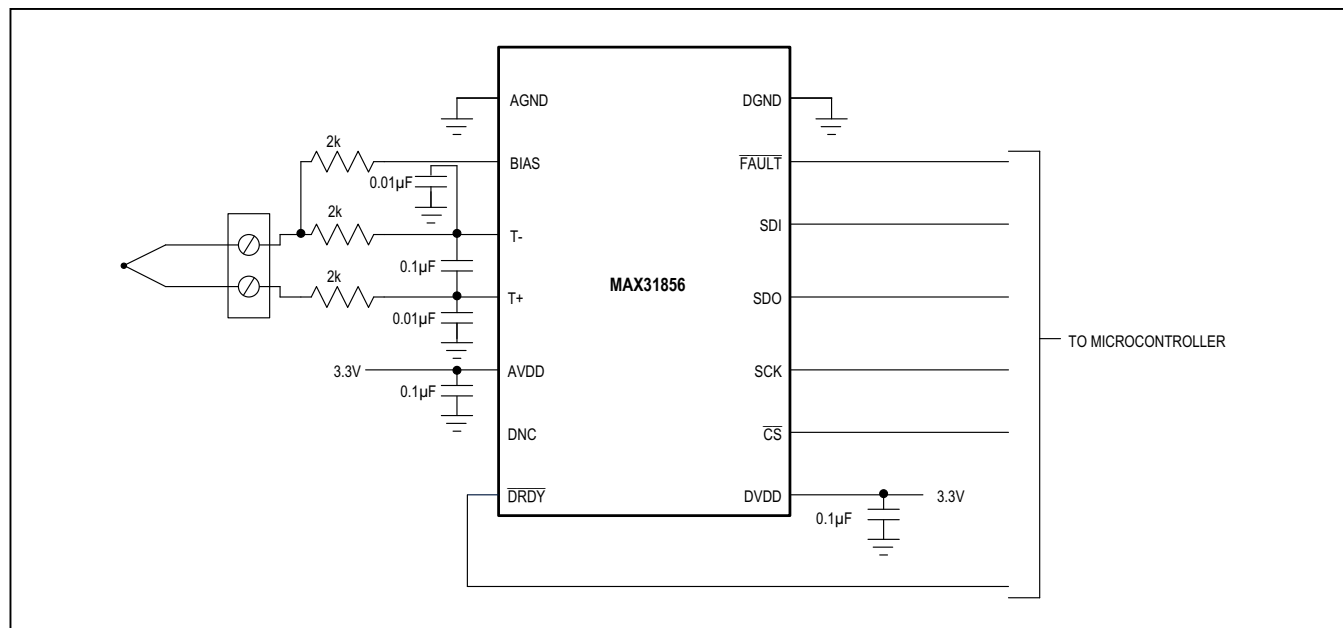 AGND
DGND
2k
BIAS
FAULT
0.01µF
2k
SDI
T-
0.1µF
MAX31856
2k
T+
SDO
0.01µF
TO MICROCONTROLLER
3.3V
AVDD
SCK
0.1µF
DNC
CS
DRDY
DVDD
3.3V
0.1µF